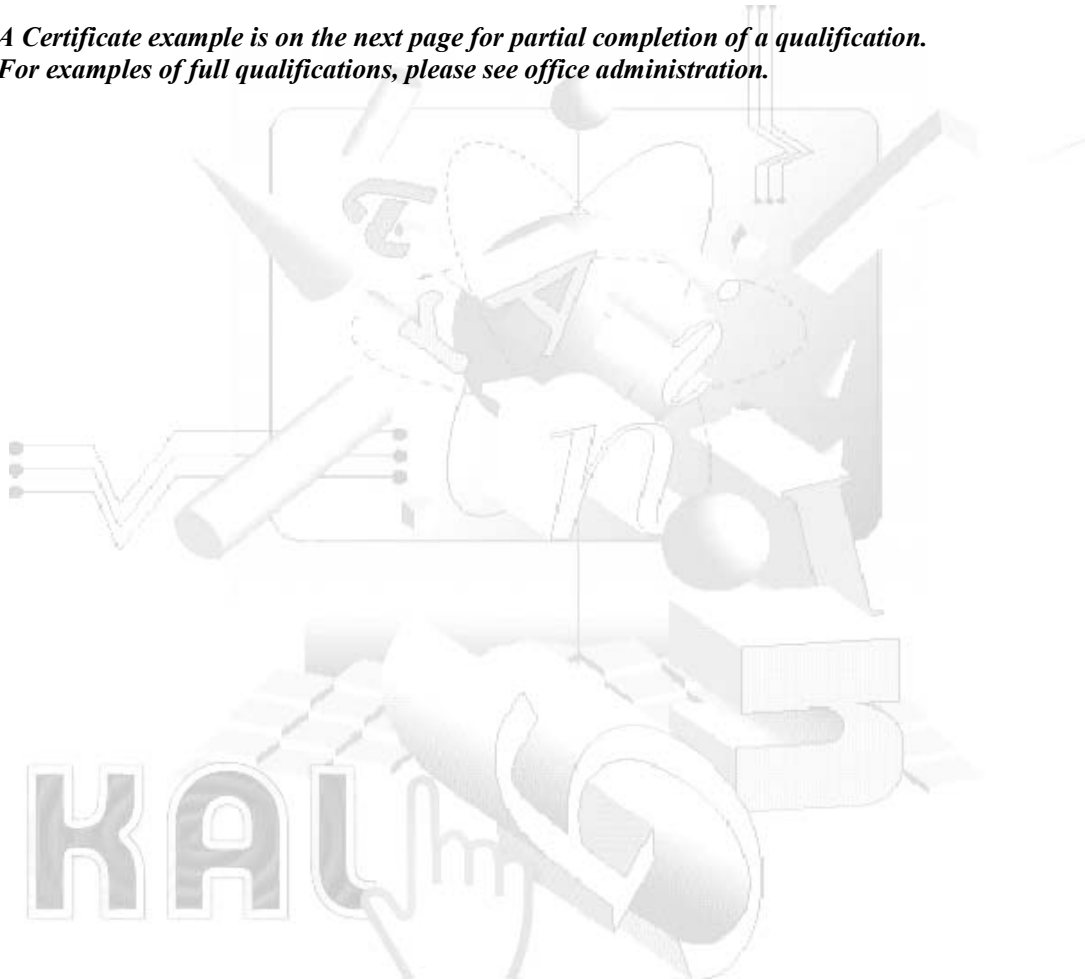 A Certificate example is on the next page for partial completion of a qualification.
For examples of full qualifications, please see office administration.
KAL